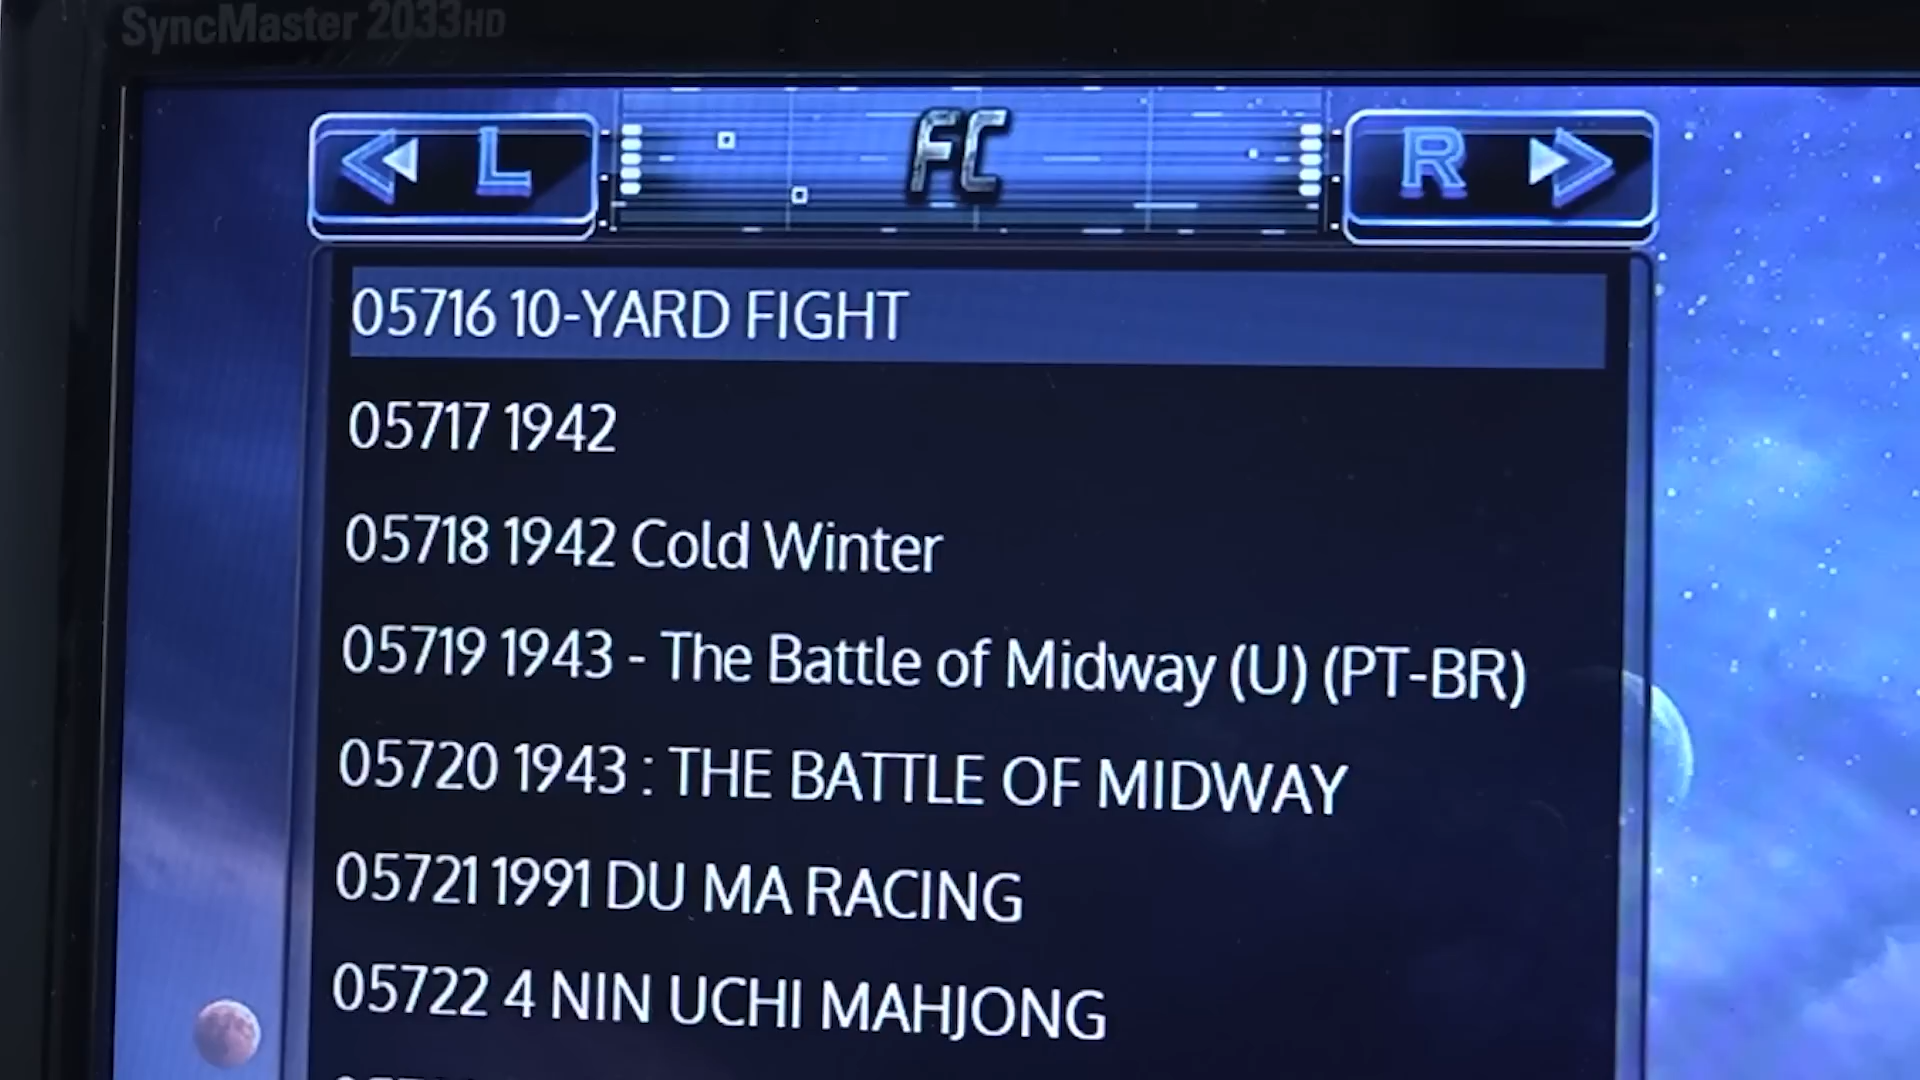 SyncMaster 2033HD
L
FC
R
05716 10-YARD FIGHT
05717 1942
05718 1942 Cold Winter
05719 1943 - The Battle of Midway (U) (PT-BR)
05720 1943 : THE BATTLE OF MIDWAY
05721 1991 DU MA RACING
05722 4 NIN UCHI MAHJONG